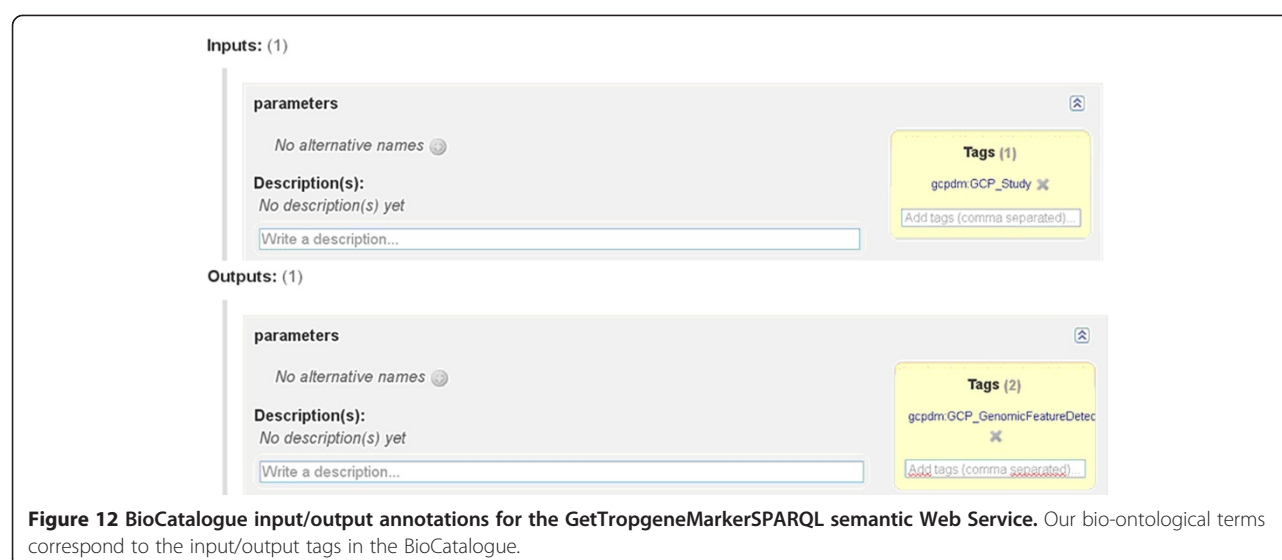 Inputs: (1)
parameters
No alternative names
Tags (1)
gcpdm:GCP_Study
Description(s):
No description(s) yet
Add tags (comma separated)...
Write a description...
Outputs: (1)
parameters
No alternative names
Tags (2)
gcpdm:GCP_GenomicFeatureDetec
Description(s):
No description(s) yet
Add tags (comma separated)...
Write a description...
Figure 12 BioCatalogue input/output annotations for the GetTropgeneMarkerSPARQL semantic Web Service. Our bio-ontological terms
correspond to the input/output tags in the BioCatalogue.